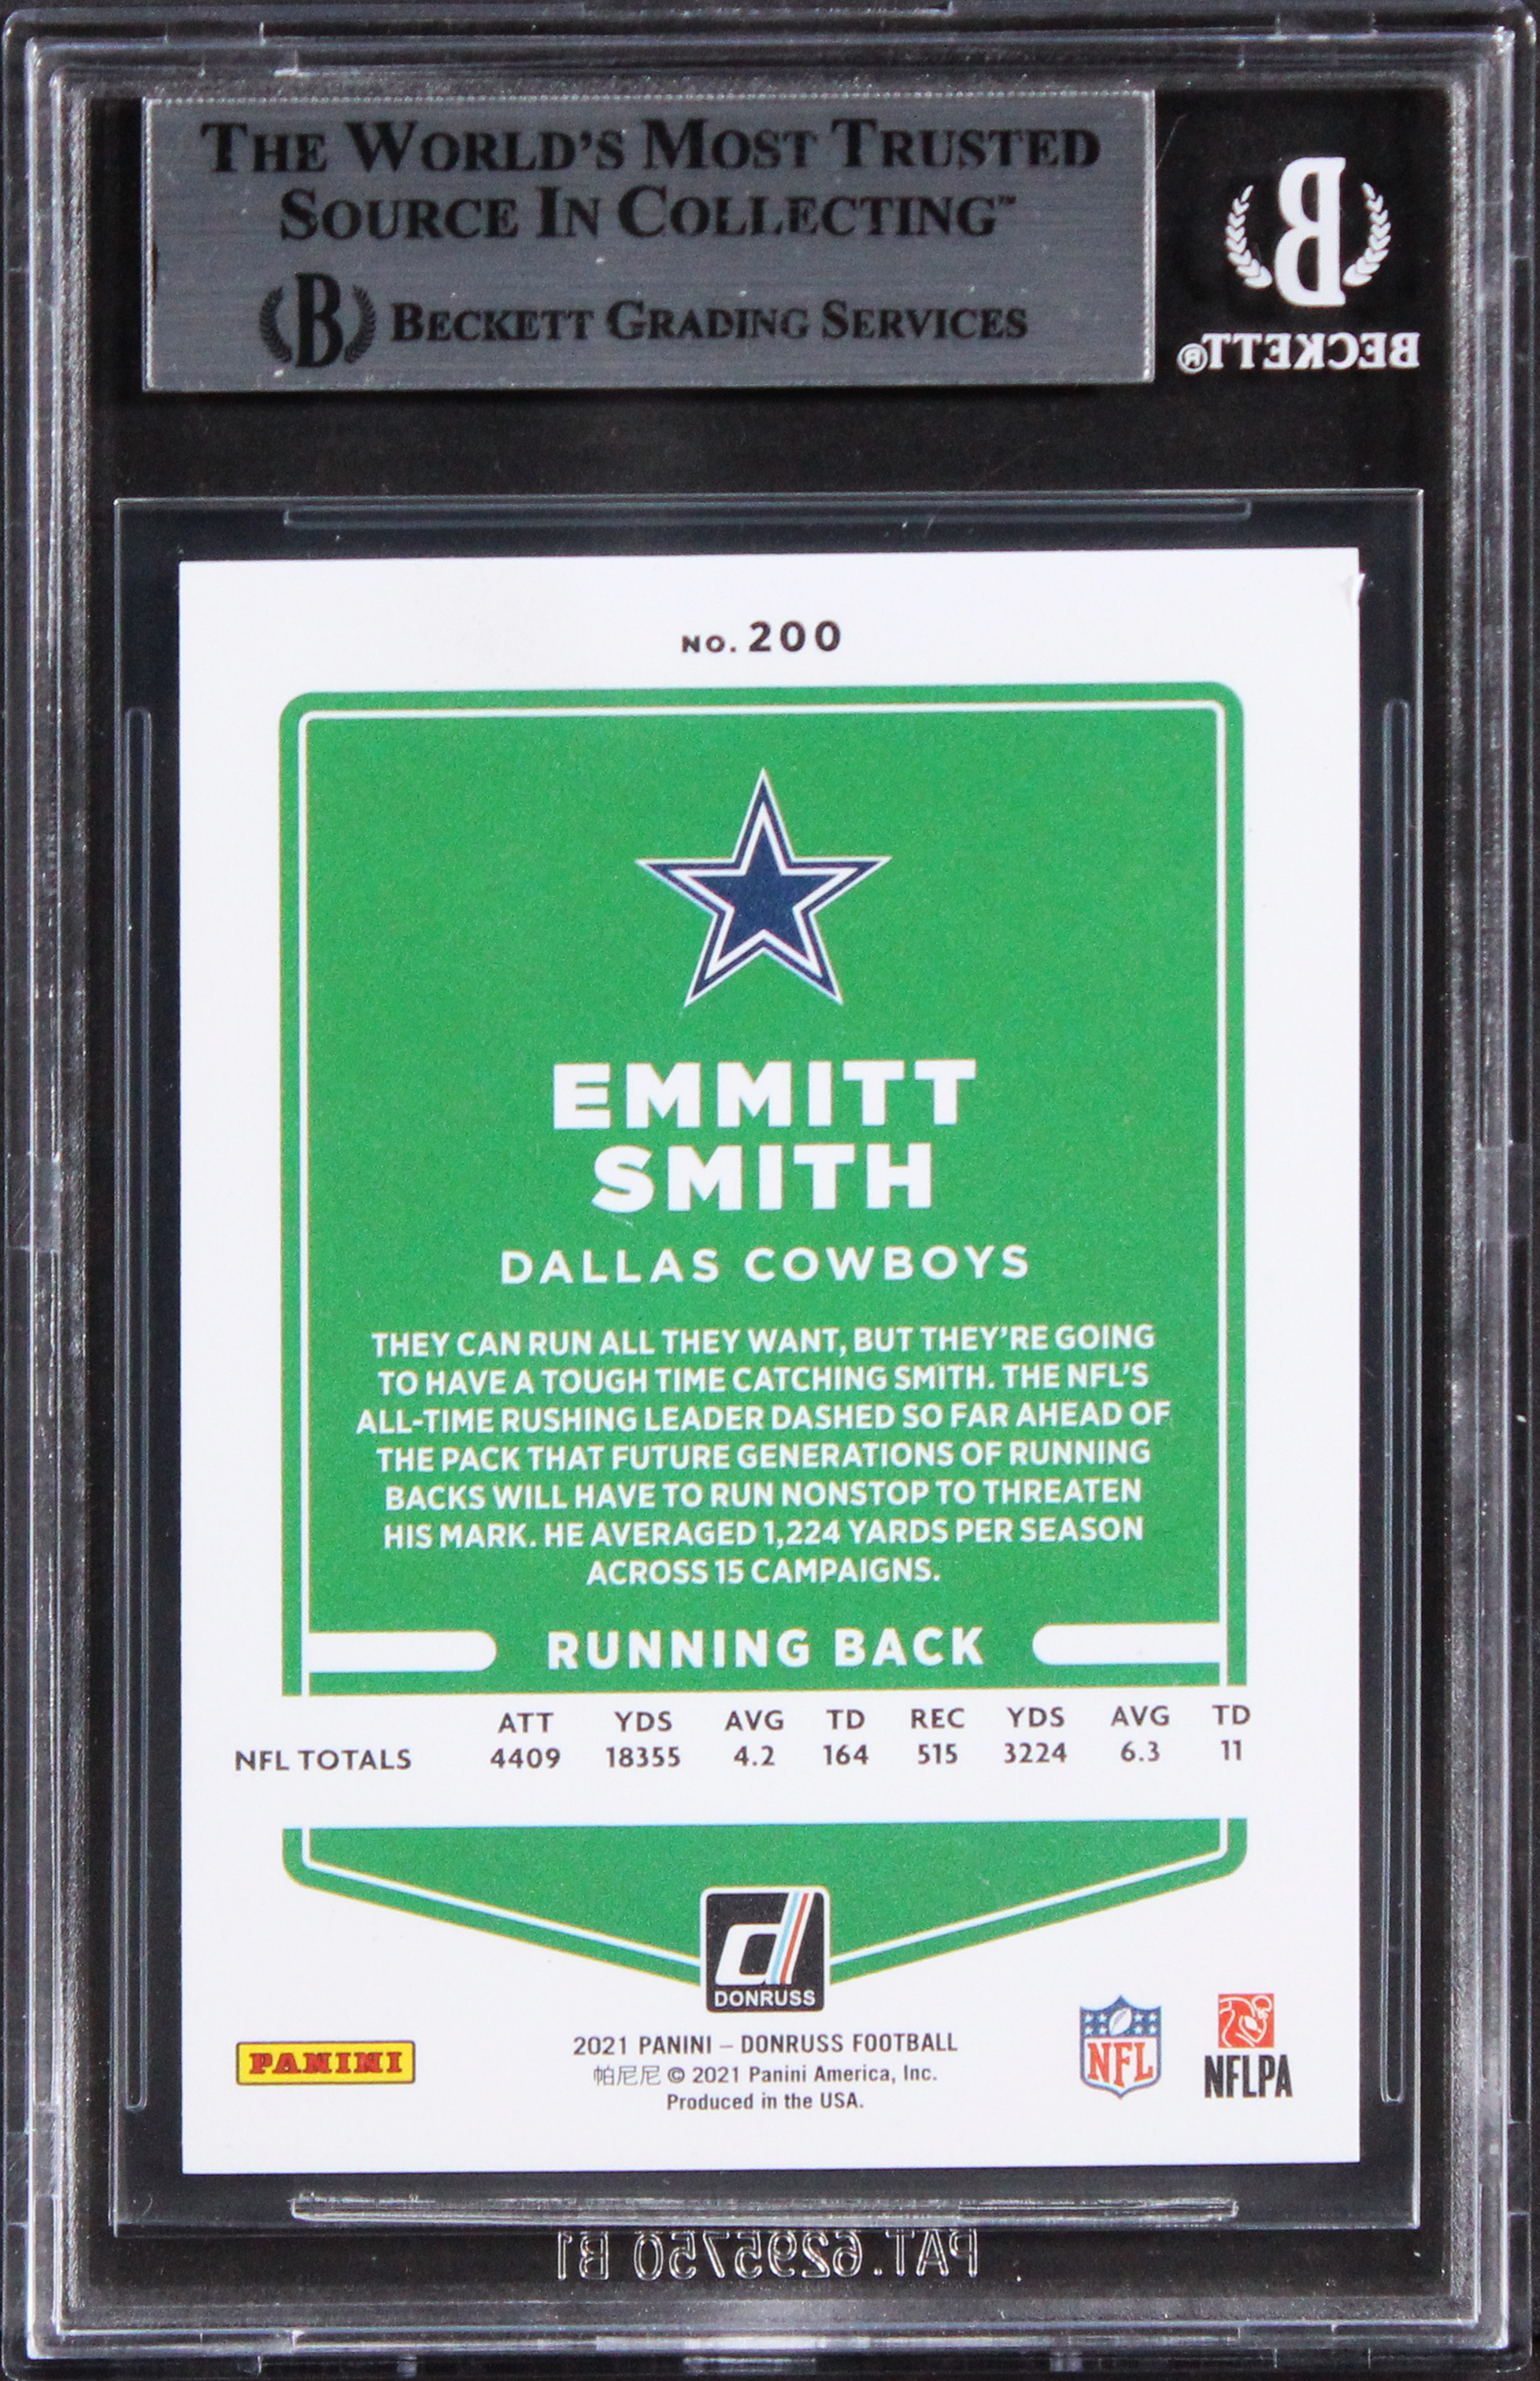 THE WORLD'S MOST TRUSTED
SOURCE IN COLLECTING™
B BECKETT GRADING SERVICES
B
BECKETT®
NO. 200
EMMITT
SMITH
DALLAS COWBOYS
THEY CAN RUN ALL THEY WANT, BUT THEY'RE GOING
TO HAVE A TOUGH TIME CATCHING SMITH. THE NFL'S
ALL-TIME RUSHING LEADER DASHED SO FAR AHEAD OF
THE PACK THAT FUTURE GENERATIONS OF RUNNING
BACKS WILL HAVE TO RUN NONSTOP TO THREATEN
HIS MARK. HE AVERAGED 1,224 YARDS PER SEASON
ACROSS 15 CAMPAIGNS.
RUNNING BACK
ATT YDS AVG TD REC YDS AVG TD
NFL TOTALS 4409 18355 4.2 164 515 3224 6.3 11
d
DONRUSS
PANINI
2021 PANINI – DONRUSS FOOTBALL
帕尼尼 © 2021 Panini America, Inc.
Produced in the USA.
NFL
NFLPA
PAT.6295750 B1